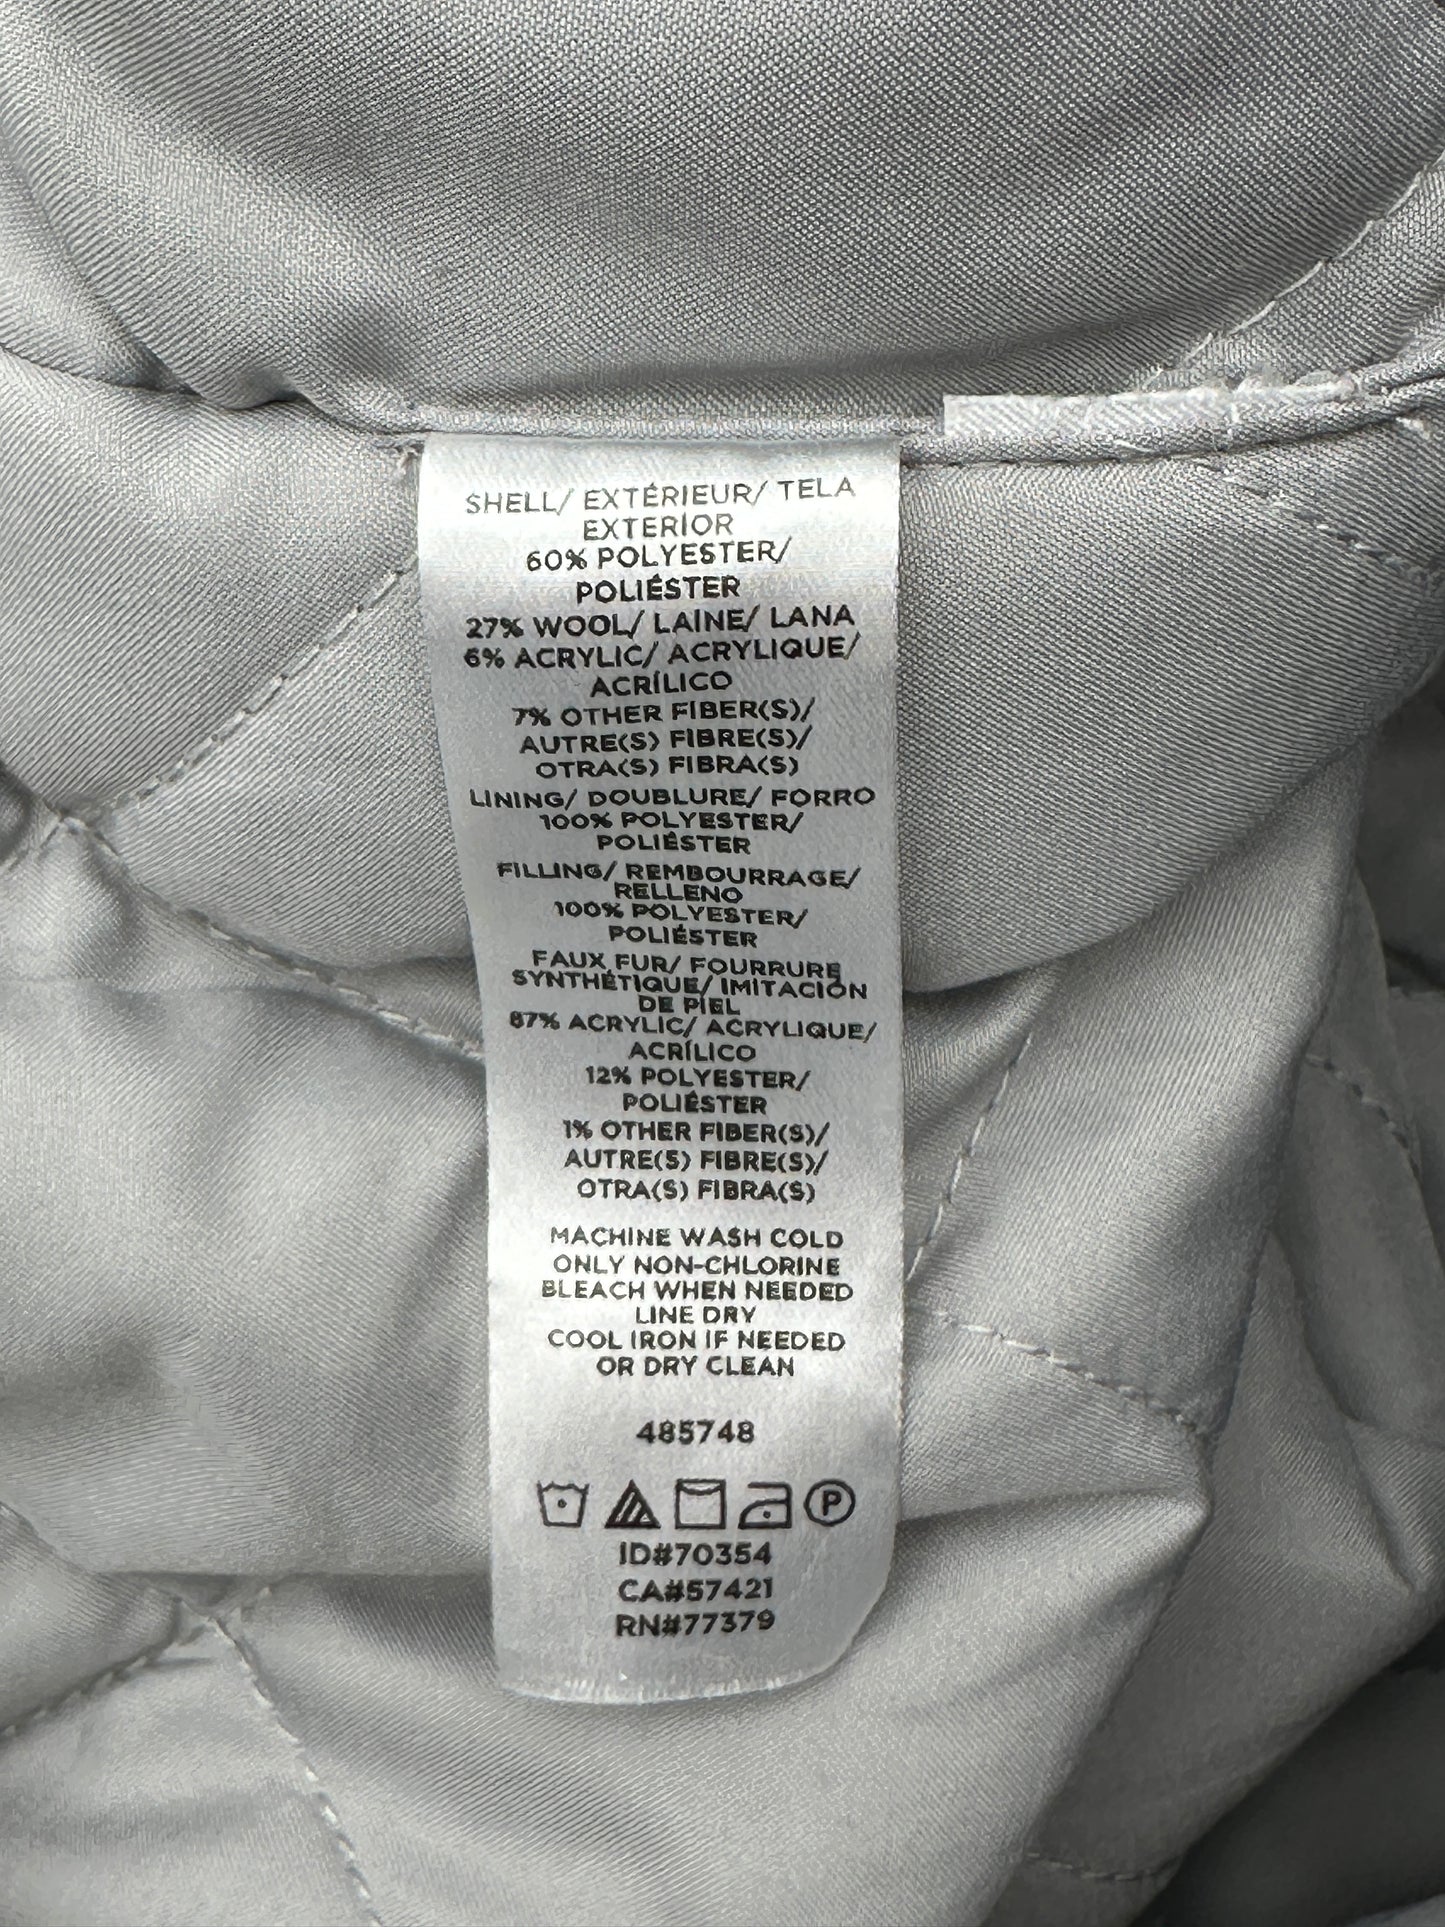 SHELL/ EXTÉRIEUR/ TELA
EXTERIOR
60% POLYESTER/
POLIÉSTER
27% WOOL/ LAINE/ LANA
6% ACRYLIC/ ACRYLIQUE/
ACRÍLICO
7% OTHER FIBER(S)/
AUTRE(S) FIBRE(S)/
OTRA(S) FIBRA(S)
LINING/ DOUBLURE/ FORRO
100% POLYESTER/
POLIÉSTER
FILLING/ REMBOURRAGE/
RELLENO
100% POLYESTER/
POLIÉSTER
FAUX FUR/ FOURRURE
SYNTHÉTIQUE/ IMITACIÓN
DE PIEL
87% ACRYLIC/ ACRYLIQUE/
ACRÍLICO
12% POLYESTER/
POLIÉSTER
1% OTHER FIBER(S)/
AUTRE(S) FIBRE(S)/
OTRA(S) FIBRA(S)
MACHINE WASH COLD
ONLY NON-CHLORINE
BLEACH WHEN NEEDED
LINE DRY
COOL IRON IF NEEDED
OR DRY CLEAN
485748
P
ID#70354
CA#57421
RN#77379